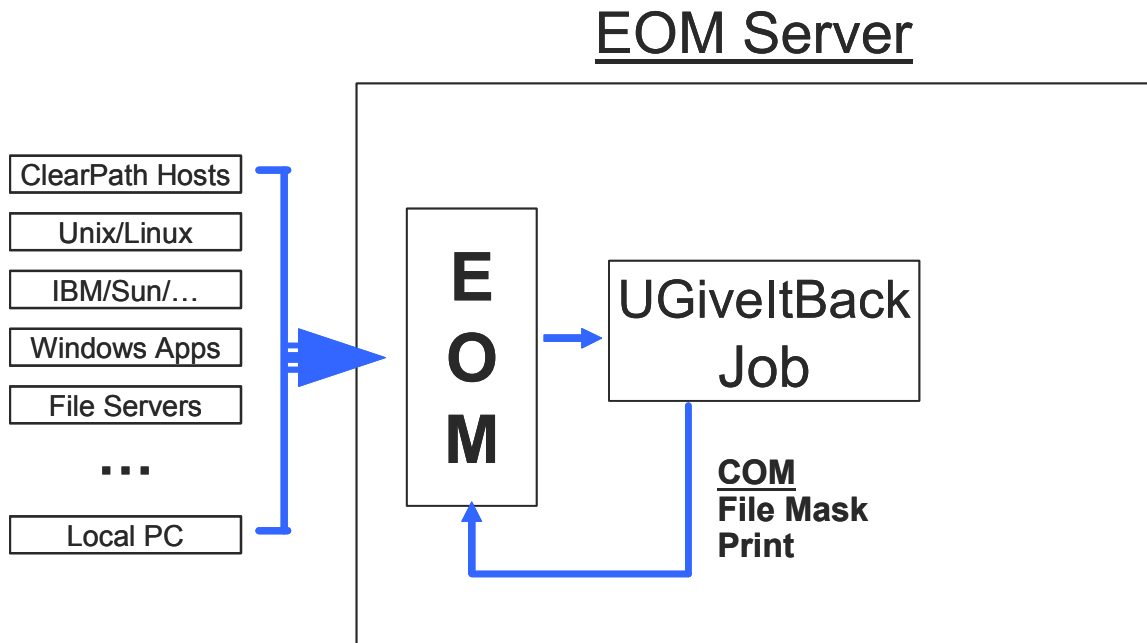 EOM Server
ClearPath Hosts
Unix/Linux
IBM/Sun/…
Windows Apps
File Servers
…
Local PC
E
O
M
UGiveItBack
Job
COM
File Mask
Print